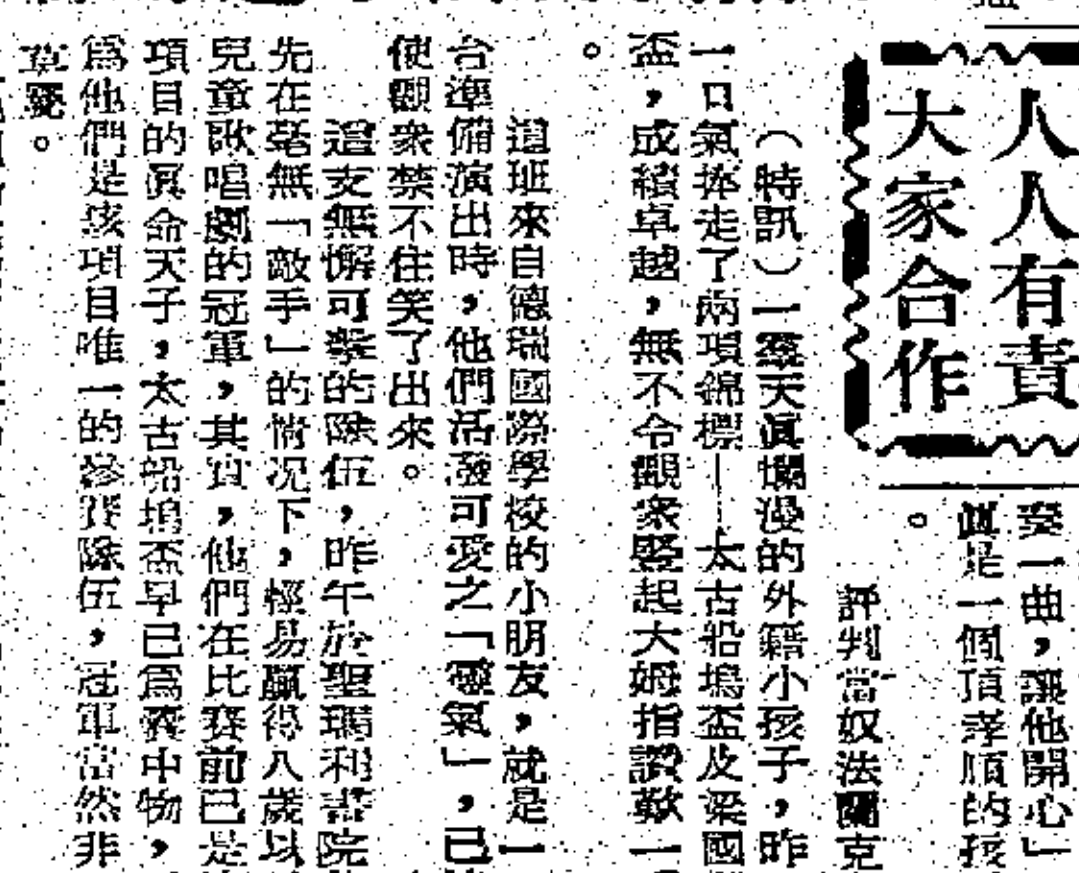 人人有責
大家合作
奏一曲，讓他開心」
真是一個頂孝順的孩
。
評判當奴法蘭克
（特訊）一羣天真爛漫的外籍小孩子，昨
一口氣捧走了兩項錦標—太古船塢盃及梁國
盃，成績卓越，無不令觀衆豎起大姆指讚歎一
。
這班來自德瑞國際學校的小朋友，就是一
台準備演出時，他們活潑可愛之「靈氣」，已
使觀衆禁不住笑了出來。
這支無懈可擊的隊伍，昨午於聖瑪利書院
先在毫無「敵手」的情况下，輕易贏得八歲以
兒童歌唱劇的冠軍，其實，他們在比賽前已是
項目的眞命天子，太古船塢盃早已爲囊中物，
爲他們是該項目唯一的參賽隊伍，冠軍當然非
莫屬。